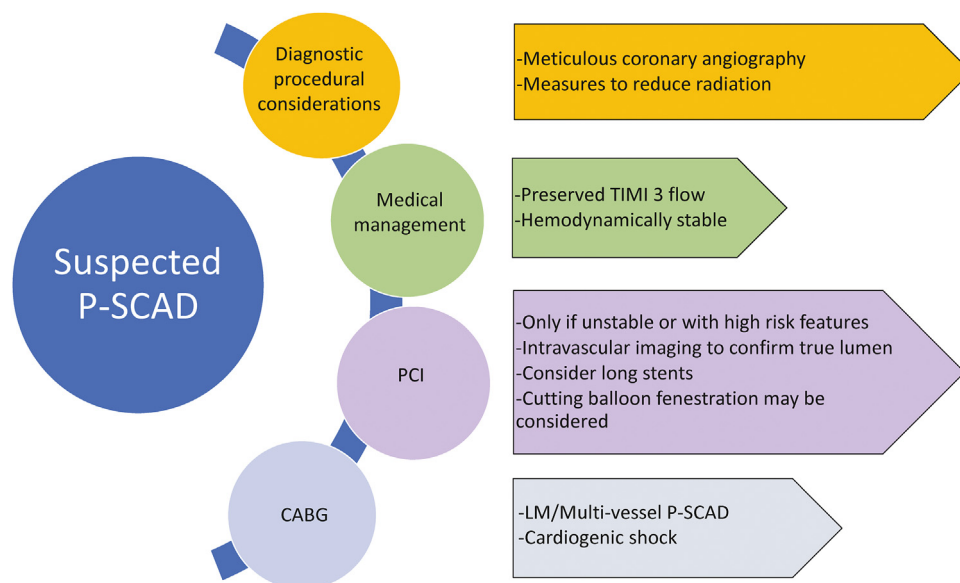 Suspected
P-SCAD
Diagnostic
procedural
considerations
-Meticulous coronary angiography
-Measures to reduce radiation
Medical
management
-Preserved TIMI 3 flow
-Hemodynamically stable
PCI
-Only if unstable or with high risk features
-Intravascular imaging to confirm true lumen
-Consider long stents
-Cutting balloon fenestration may be
considered
CABG
-LM/Multi-vessel P-SCAD
-Cardiogenic shock